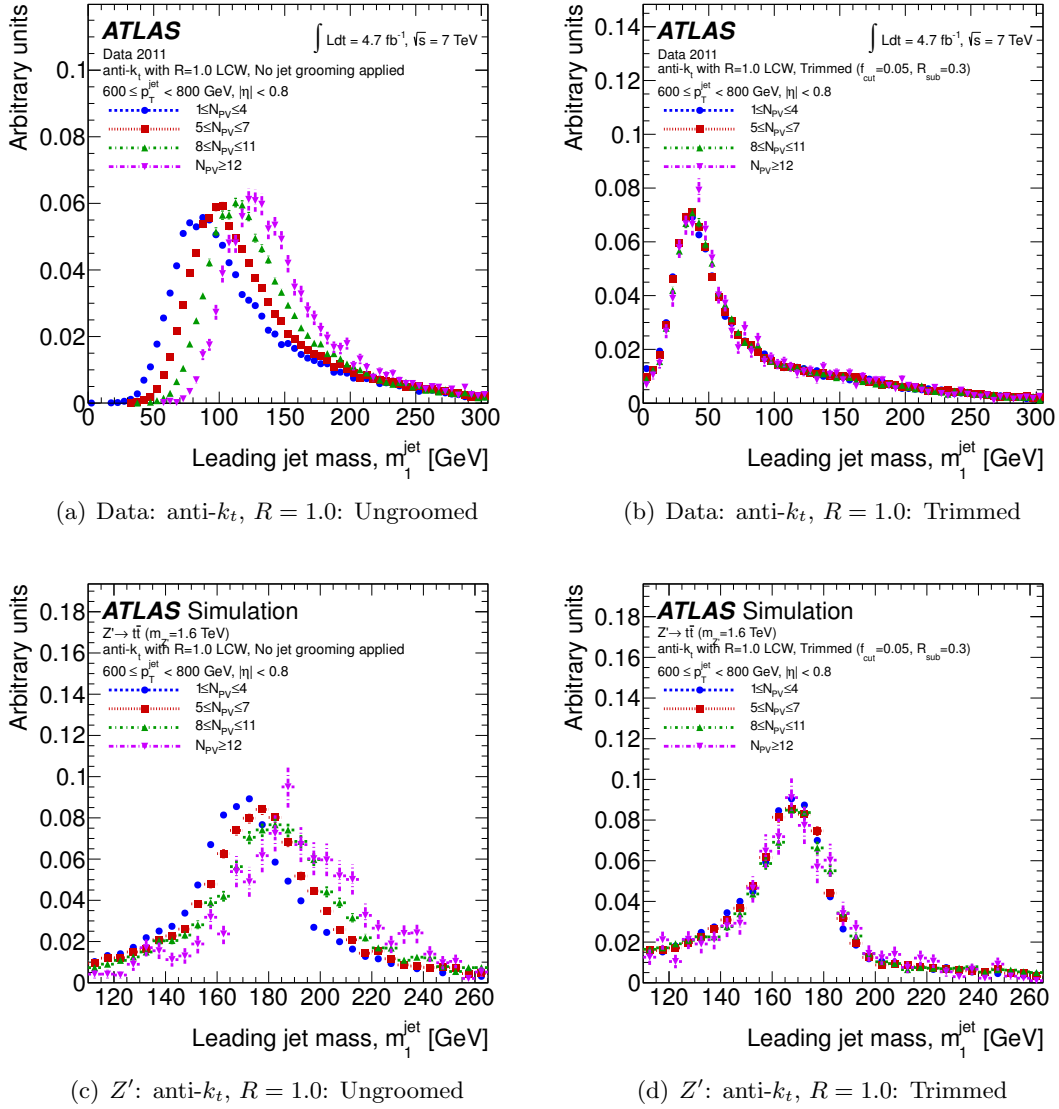 ATLAS
∫ Ldt = 4.7 fb⁻¹, √s = 7 TeV
Data 2011
anti-k_t with R=1.0 LCW, No jet grooming applied
600 ≤ p_T^jet < 800 GeV, |η| < 0.8
1≤N_PV≤4
5≤N_PV≤7
8≤N_PV≤11
N_PV≥12
Arbitrary units
0.1
0.08
0.06
0.04
0.02
0
0 50 100 150 200 250 300
Leading jet mass, m_1^jet [GeV]
(a) Data: anti-k_t, R = 1.0: Ungroomed
ATLAS
∫ Ldt = 4.7 fb⁻¹, √s = 7 TeV
Data 2011
anti-k_t with R=1.0 LCW, Trimmed (f_cut=0.05, R_sub=0.3)
600 ≤ p_T^jet < 800 GeV, |η| < 0.8
1≤N_PV≤4
5≤N_PV≤7
8≤N_PV≤11
N_PV≥12
Arbitrary units
0.14
0.12
0.1
0.08
0.06
0.04
0.02
0
0 50 100 150 200 250 300
Leading jet mass, m_1^jet [GeV]
(b) Data: anti-k_t, R = 1.0: Trimmed
ATLAS Simulation
Z'→ tt̄ (m_Z'=1.6 TeV)
anti-k_t with R=1.0 LCW, No jet grooming applied
600 ≤ p_T^jet < 800 GeV, |η| < 0.8
1≤N_PV≤4
5≤N_PV≤7
8≤N_PV≤11
N_PV≥12
Arbitrary units
0.18
0.16
0.14
0.12
0.1
0.08
0.06
0.04
0.02
0
120 140 160 180 200 220 240 260
Leading jet mass, m_1^jet [GeV]
(c) Z′: anti-k_t, R = 1.0: Ungroomed
ATLAS Simulation
Z'→ tt̄ (m_Z'=1.6 TeV)
anti-k_t with R=1.0 LCW, Trimmed (f_cut=0.05, R_sub=0.3)
600 ≤ p_T^jet < 800 GeV, |η| < 0.8
1≤N_PV≤4
5≤N_PV≤7
8≤N_PV≤11
N_PV≥12
Arbitrary units
0.18
0.16
0.14
0.12
0.1
0.08
0.06
0.04
0.02
0
120 140 160 180 200 220 240 260
Leading jet mass, m_1^jet [GeV]
(d) Z′: anti-k_t, R = 1.0: Trimmed